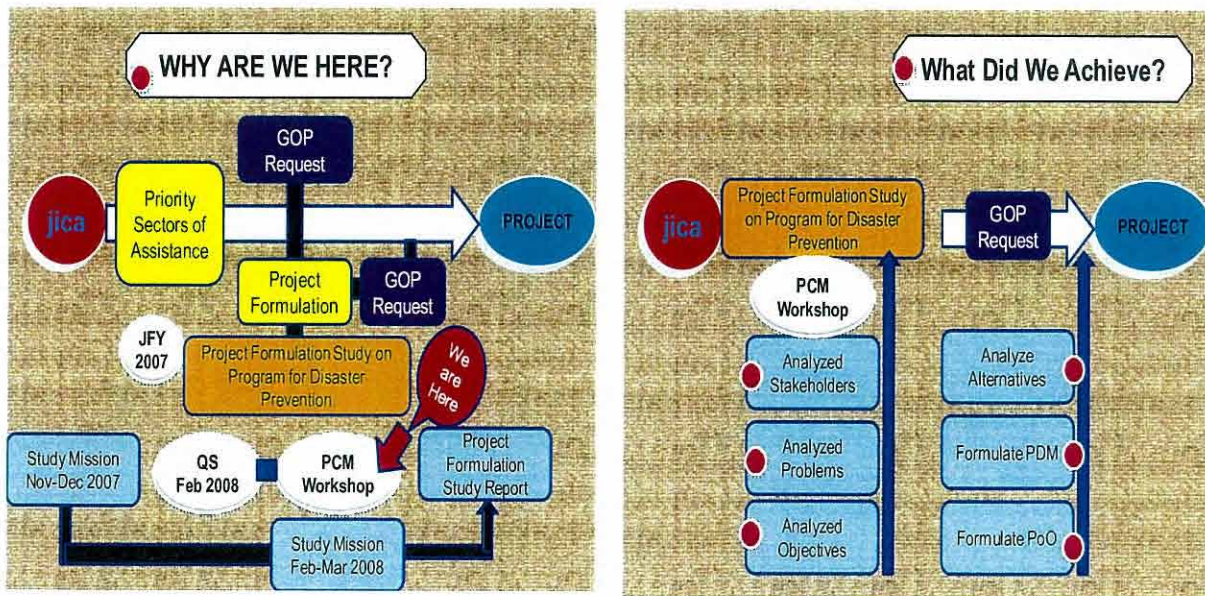 WHY ARE WE HERE?
GOP
Request
jica
Priority
Sectors of
Assistance
PROJECT
Project
Formulation
GOP
Request
JFY
2007
Project Formulation Study on
Program for Disaster
Prevention
We
are
Here
Study Mission
Nov-Dec 2007
QS
Feb 2008
PCM
Workshop
Project
Formulation
Study Report
Study Mission
Feb-Mar 2008
What Did We Achieve?
jica
Project Formulation Study
on Program for Disaster
Prevention
GOP
Request
PROJECT
PCM
Workshop
Analyzed
Stakeholders
Analyze
Alternatives
Analyzed
Problems
Formulate PDM
Analyzed
Objectives
Formulate PoO